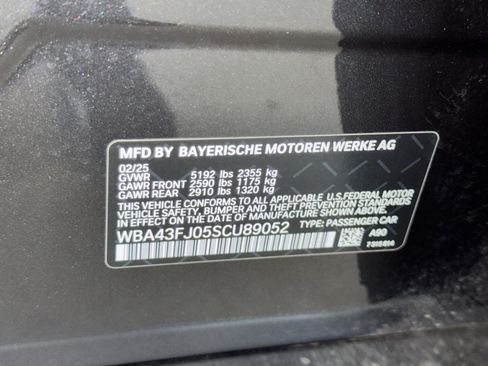 MFD BY BAYERISCHE MOTOREN WERKE AG
02/25
GVWR 5192 lbs 2355 kg
GAWR FRONT 2590 lbs 1175 kg
GAWR REAR 2910 lbs 1320 kg
THIS VEHICLE CONFORMS TO ALL APPLICABLE U.S. FEDERAL MOTOR
VEHICLE SAFETY, BUMPER AND THEFT PREVENTION STANDARDS
IN EFFECT ON THE DATE OF MANUFACTURE SHOWN ABOVE.
WBA43FJ05SCU89052 TYPE: PASSENGER CAR
A90